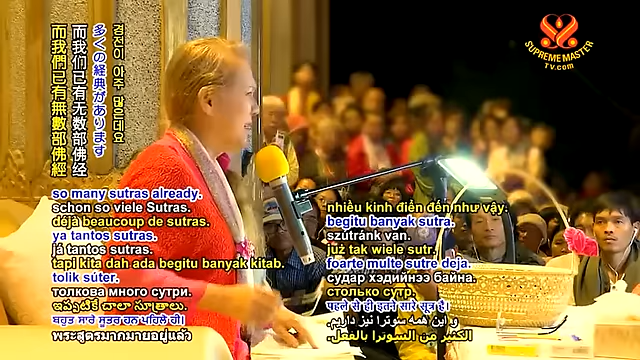 SUPREME MASTER
TV.com
경전이 아주 많은데요
多くの経典があります
而我们已有无数部佛经
而我們已有無數部佛經
so many sutras already.
schon so viele Sutras.
déjà beaucoup de sutras.
ya tantos sutras.
já tantos sutras.
tapi kita dah ada begitu banyak kitab.
tolik súter.
толкова много сутри.
ఇప్పటికే చాలా సూత్రాలు.
ਬਹੁਤ ਸਾਰੇ ਸੂਤਰ ਹਨ ਪਹਿਲੇ ਹੀ।
พระสูตรมากมายอยู่แล้ว
nhiều kinh điển đến như vậy.
begitu banyak sutra.
szútránk van.
już tak wiele sutr.
foarte multe sutre deja.
судар хэдийнээ байна.
столько сутр.
पहले से ही इतने सारे सूत्र है।
و این همه سوترا نیز داریم.
الكثير من السوترا بالفعل.